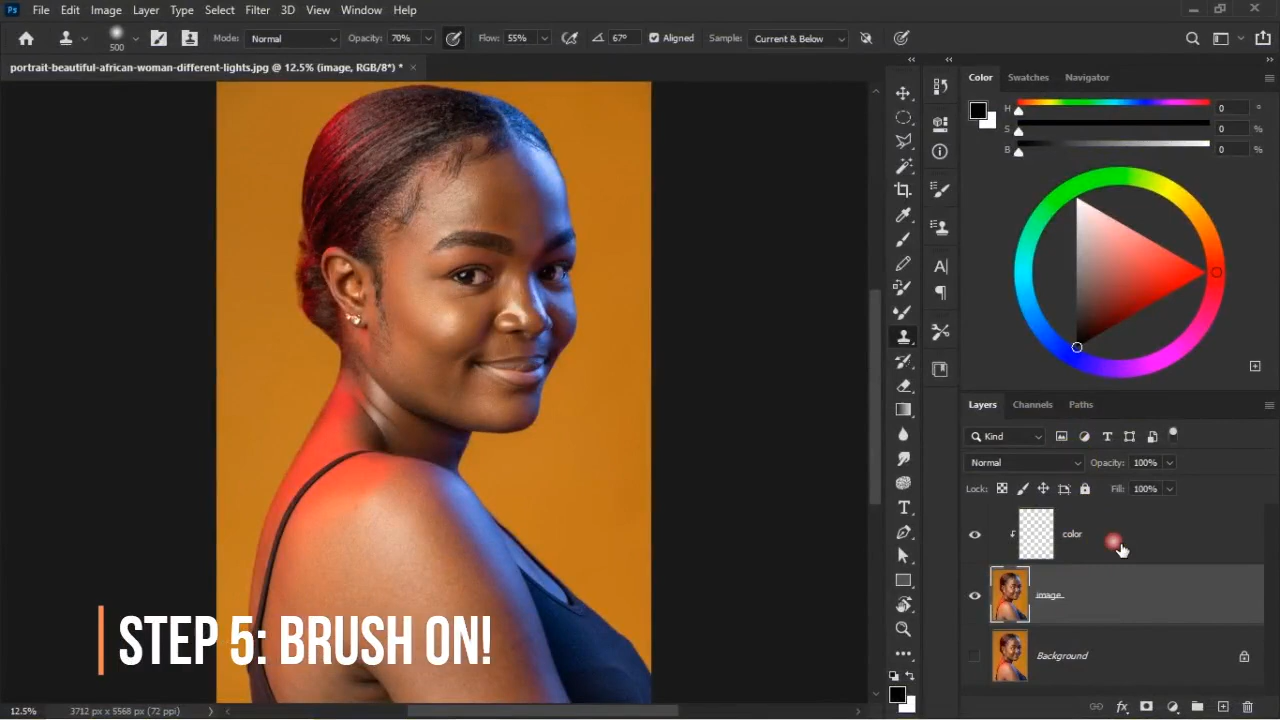 Ps File Edit Image Layer Type Select Filter 3D View Window Help
500 Mode: Normal Opacity: 70% Flow: 55% 67° Aligned Sample: Current & Below
portrait-beautiful-african-woman-different-lights.jpg @ 12.5% (image, RGB/8*) * ×
Color Swatches Navigator
H 0 °
S 0 %
B 0 %
Layers Channels Paths
Kind
Normal Opacity: 100%
Lock: Fill: 100%
color
image
Background
STEP 5: BRUSH ON!
12.5% 3712 px x 5568 px (72 ppi)